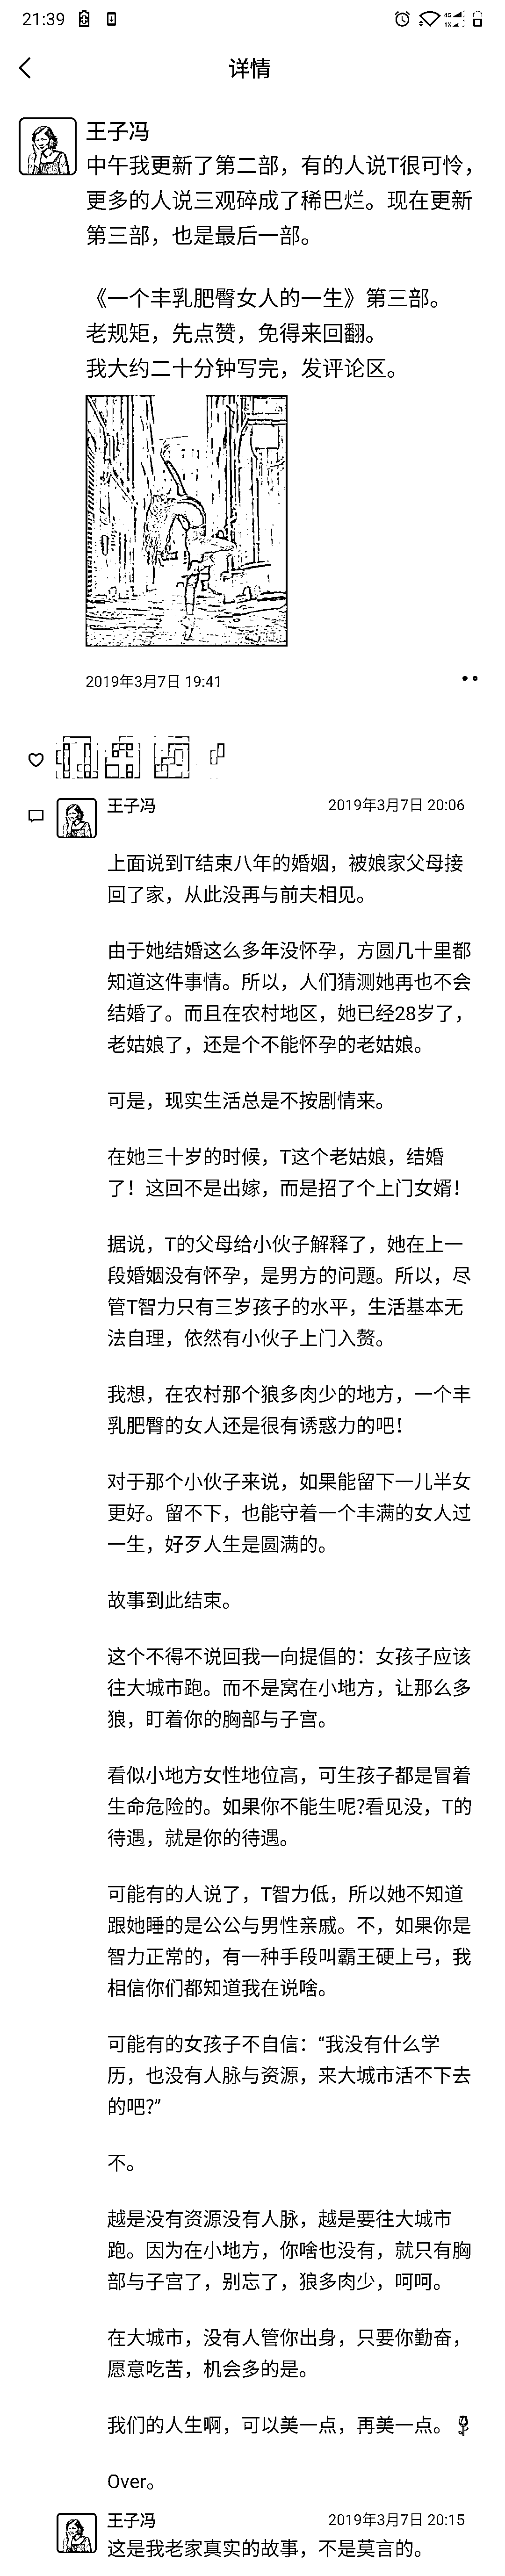 21:39
4G
1X
详情
王子冯
中午我更新了第二部，有的人说T很可怜，
更多的人说三观碎成了稀巴烂。现在更新
第三部，也是最后一部。
《一个丰乳肥臀女人的一生》第三部。
老规矩，先点赞，免得来回翻。
我大约二十分钟写完，发评论区。
2019年3月7日 19:41
王子冯
2019年3月7日 20:06
上面说到T结束八年的婚姻，被娘家父母接
回了家，从此没再与前夫相见。
由于她结婚这么多年没怀孕，方圆几十里都
知道这件事情。所以，人们猜测她再也不会
结婚了。而且在农村地区，她已经28岁了，
老姑娘了，还是个不能怀孕的老姑娘。
可是，现实生活总是不按剧情来。
在她三十岁的时候，T这个老姑娘，结婚
了！这回不是出嫁，而是招了个上门女婿！
据说，T的父母给小伙子解释了，她在上一
段婚姻没有怀孕，是男方的问题。所以，尽
管T智力只有三岁孩子的水平，生活基本无
法自理，依然有小伙子上门入赘。
我想，在农村那个狼多肉少的地方，一个丰
乳肥臀的女人还是很有诱惑力的吧！
对于那个小伙子来说，如果能留下一儿半女
更好。留不下，也能守着一个丰满的女人过
一生，好歹人生是圆满的。
故事到此结束。
这个不得不说回我一向提倡的：女孩子应该
往大城市跑。而不是窝在小地方，让那么多
狼，盯着你的胸部与子宫。
看似小地方女性地位高，可生孩子都是冒着
生命危险的。如果你不能生呢?看见没，T的
待遇，就是你的待遇。
可能有的人说了，T智力低，所以她不知道
跟她睡的是公公与男性亲戚。不，如果你是
智力正常的，有一种手段叫霸王硬上弓，我
相信你们都知道我在说啥。
可能有的女孩子不自信：“我没有什么学
历，也没有人脉与资源，来大城市活不下去
的吧?”
不。
越是没有资源没有人脉，越是要往大城市
跑。因为在小地方，你啥也没有，就只有胸
部与子宫了，别忘了，狼多肉少，呵呵。
在大城市，没有人管你出身，只要你勤奋，
愿意吃苦，机会多的是。
我们的人生啊，可以美一点，再美一点。🌹
Over。
王子冯
2019年3月7日 20:15
这是我老家真实的故事，不是莫言的。